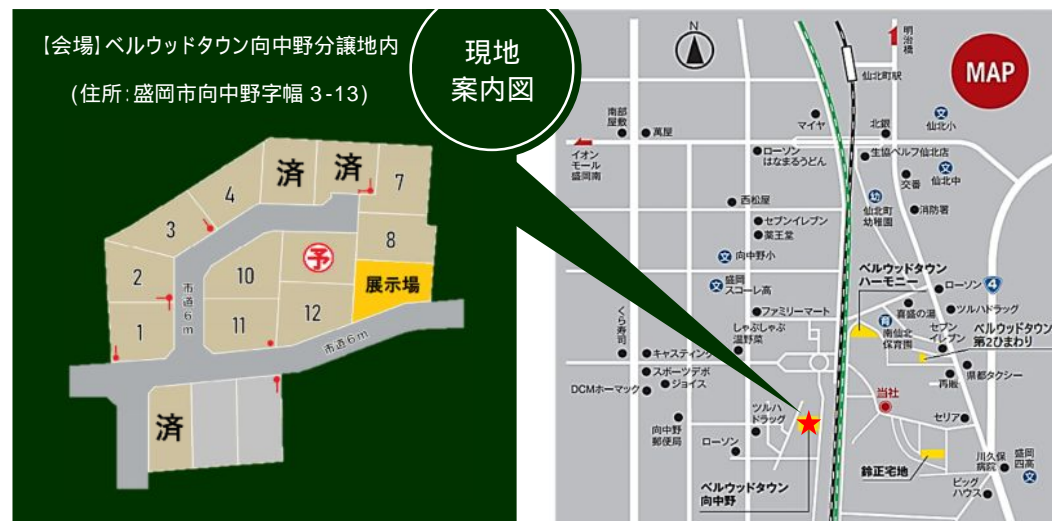 【会場】ベルウッドタウン向中野分譲地内
(住所:盛岡市向中野字幅 3-13)
現地
案内図
済
済
7
4
3
8
予
2
10
展示場
12
1
11
市道6m
市道6m
済
N
MAP
明治橋
仙北町駅
南部
屋敷
萬屋
マイヤ
北銀
文
仙北小
イオン
モール
盛岡南
ローソン
はなまるうどん
生協ベルフ仙北店
文
仙北中
交番
西松屋
幼
仙北町
幼稚園
消防署
セブンイレブン
薬王堂
文
向中野小
ベルウッドタウン
ハーモニー
文
盛岡
スコーレ高
ローソン
4
喜盛の湯
ツルハドラッグ
ファミリーマート
くら寿司
しゃぶしゃぶ
温野菜
育
南仙北
保育園
セブン
イレブン
ベルウッドタウン
第2ひまわり
キャスティング
スポーツデポ
ジョイス
DCMホーマック
再販
県都タクシー
当社
ツルハ
ドラッグ
セリア
向中野
郵便局
ローソン
川久保
病院
盛岡
四高
文
鈴正宅地
ベルウッドタウン
向中野
ビッグ
ハウス